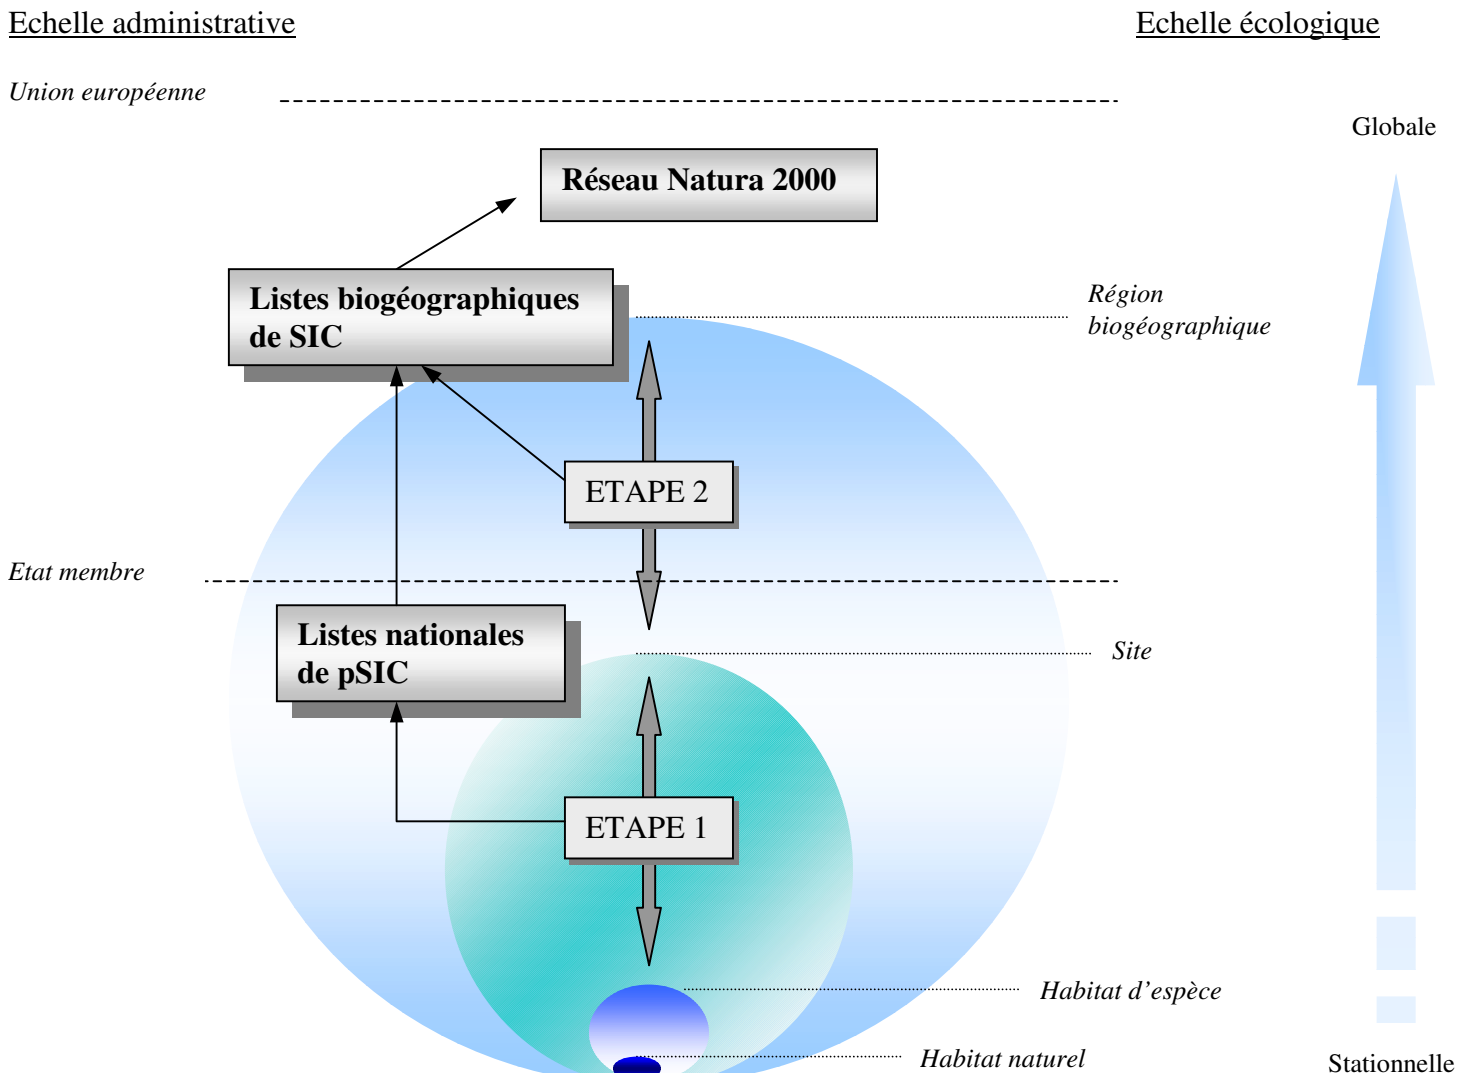 Echelle administrative
Echelle écologique
Union européenne
Globale
Réseau Natura 2000
Listes biogéographiques
de SIC
Région
biogéographique
ETAPE 2
Etat membre
Listes nationales
de pSIC
Site
ETAPE 1
Habitat d’espèce
Habitat naturel
Stationnelle